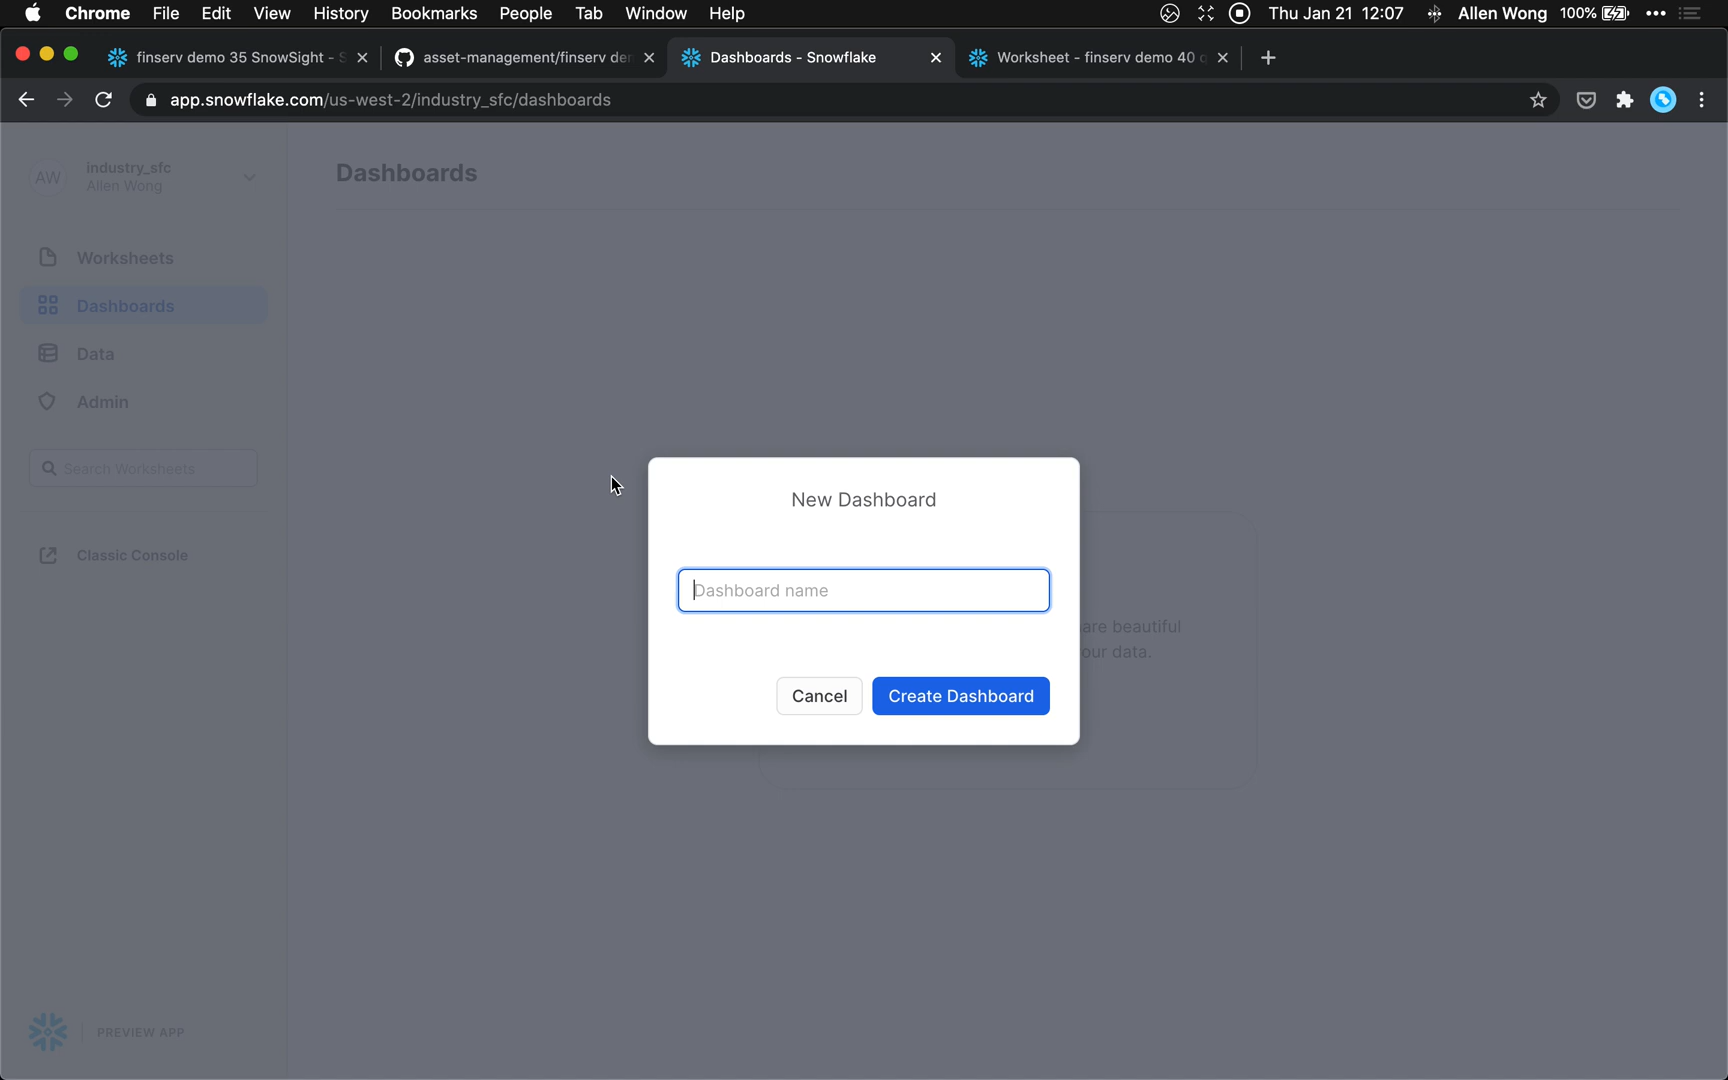 Chrome File Edit View History Bookmarks People Tab Window Help Thu Jan 21 12:07 Allen Wong 100%
finserv demo 35 SnowSight - S asset-management/finserv de Dashboards - Snowflake Worksheet - finserv demo 40 q
app.snowflake.com/us-west-2/industry_sfc/dashboards
AW industry_sfc
Allen Wong
Dashboards
Worksheets
Dashboards
Data
Admin
Search Worksheets
Classic Console
New Dashboard
Dashboard name
are beautiful
our data.
Cancel Create Dashboard
PREVIEW APP